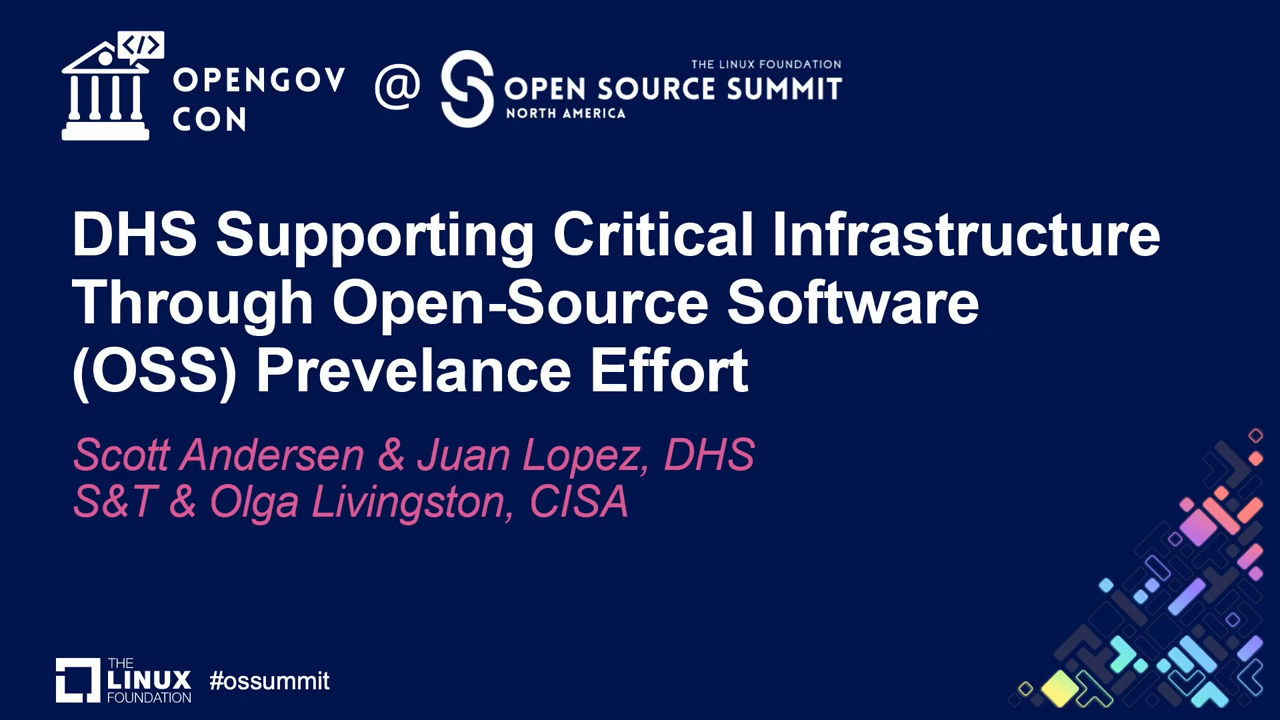 </>
OPENGOV
CON
@
THE LINUX FOUNDATION
OPEN SOURCE SUMMIT
NORTH AMERICA
DHS Supporting Critical Infrastructure
Through Open-Source Software
(OSS) Prevelance Effort
Scott Andersen & Juan Lopez, DHS
S&T & Olga Livingston, CISA
THE
LINUX
FOUNDATION
#ossummit